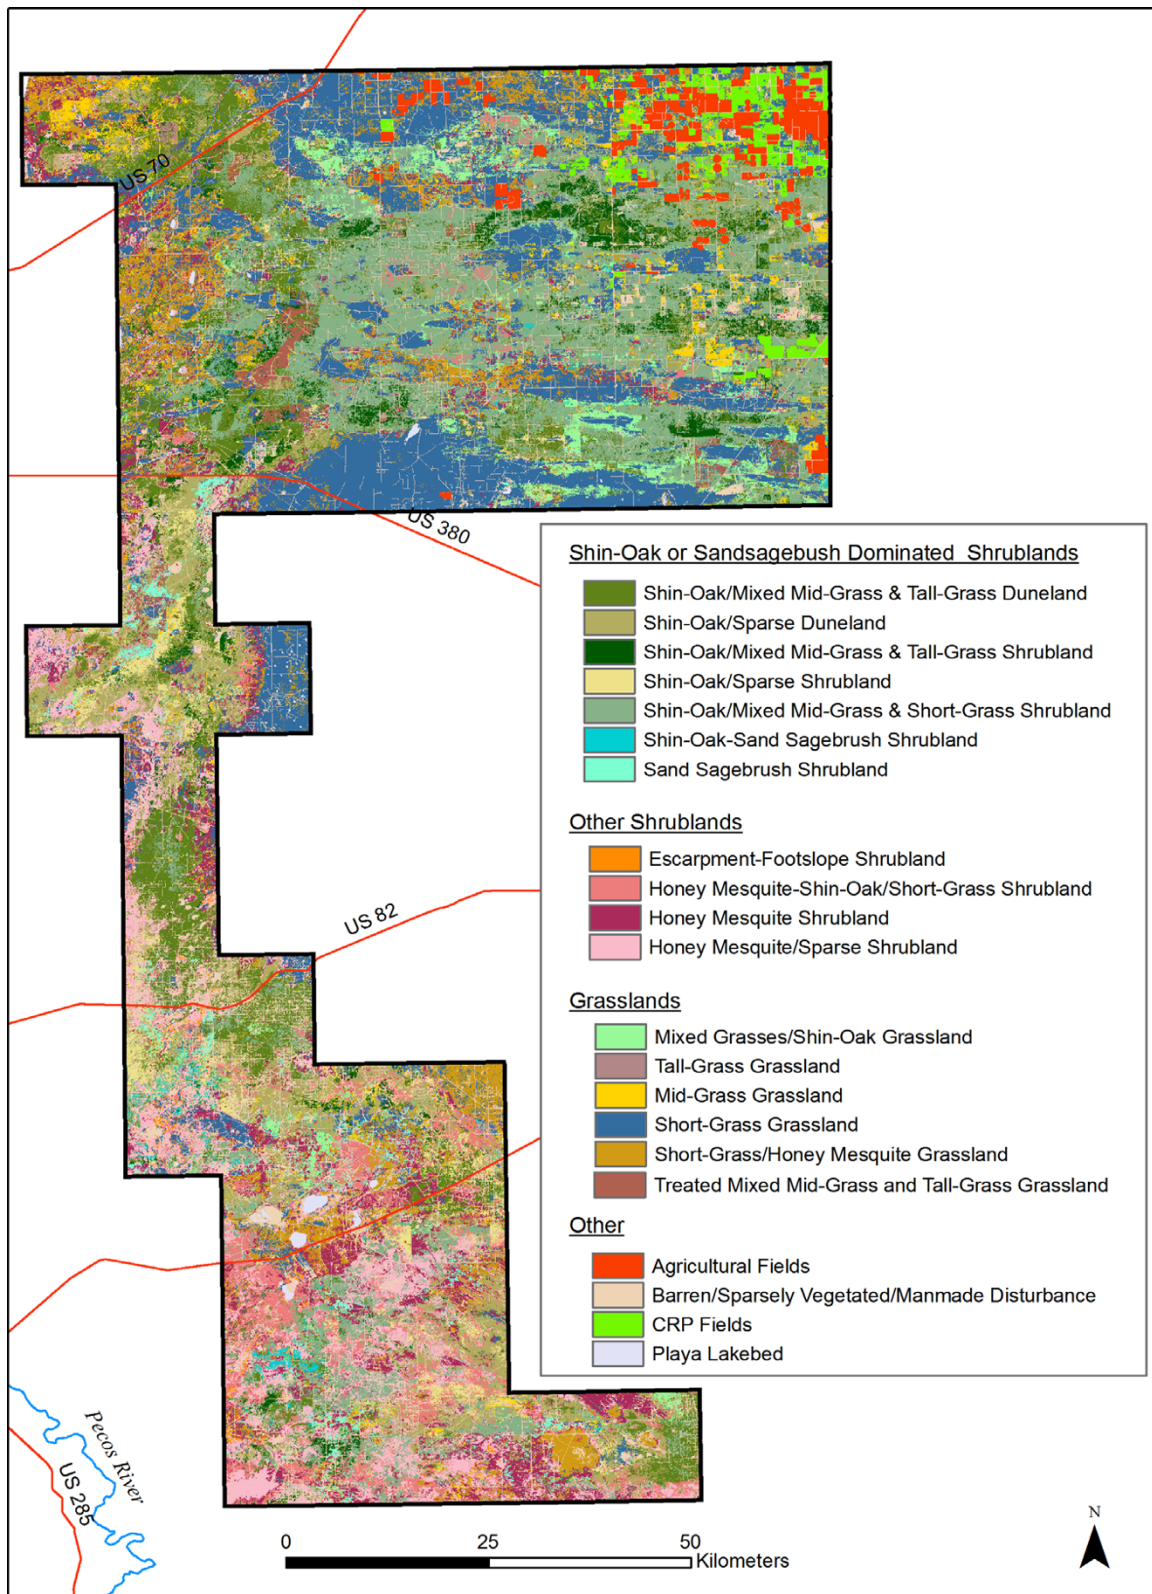 US 70
US 380
Shin-Oak or Sandsagebush Dominated Shrublands
Shin-Oak/Mixed Mid-Grass & Tall-Grass Duneland
Shin-Oak/Sparse Duneland
Shin-Oak/Mixed Mid-Grass & Tall-Grass Shrubland
Shin-Oak/Sparse Shrubland
Shin-Oak/Mixed Mid-Grass & Short-Grass Shrubland
Shin-Oak-Sand Sagebrush Shrubland
Sand Sagebrush Shrubland
Other Shrublands
Escarpment-Footslope Shrubland
Honey Mesquite-Shin-Oak/Short-Grass Shrubland
Honey Mesquite Shrubland
Honey Mesquite/Sparse Shrubland
US 82
Grasslands
Mixed Grasses/Shin-Oak Grassland
Tall-Grass Grassland
Mid-Grass Grassland
Short-Grass Grassland
Short-Grass/Honey Mesquite Grassland
Treated Mixed Mid-Grass and Tall-Grass Grassland
Other
Agricultural Fields
Barren/Sparsely Vegetated/Manmade Disturbance
CRP Fields
Playa Lakebed
Pecos River
US 285
N
0 25 50
Kilometers